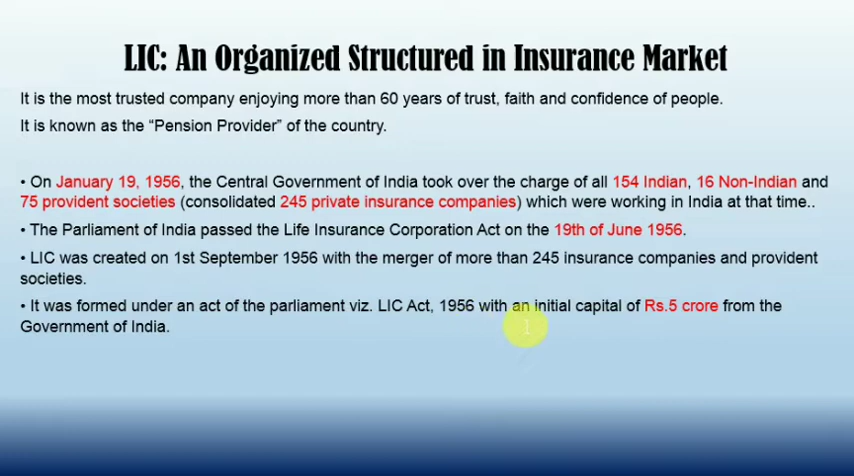 LIC: An Organized Structured in Insurance Market
It is the most trusted company enjoying more than 60 years of trust, faith and confidence of people.
It is known as the “Pension Provider” of the country.
• On January 19, 1956, the Central Government of India took over the charge of all 154 Indian, 16 Non-Indian and
75 provident societies (consolidated 245 private insurance companies) which were working in India at that time..
• The Parliament of India passed the Life Insurance Corporation Act on the 19th of June 1956.
• LIC was created on 1st September 1956 with the merger of more than 245 insurance companies and provident
societies.
• It was formed under an act of the parliament viz. LIC Act, 1956 with an initial capital of Rs.5 crore from the
Government of India.